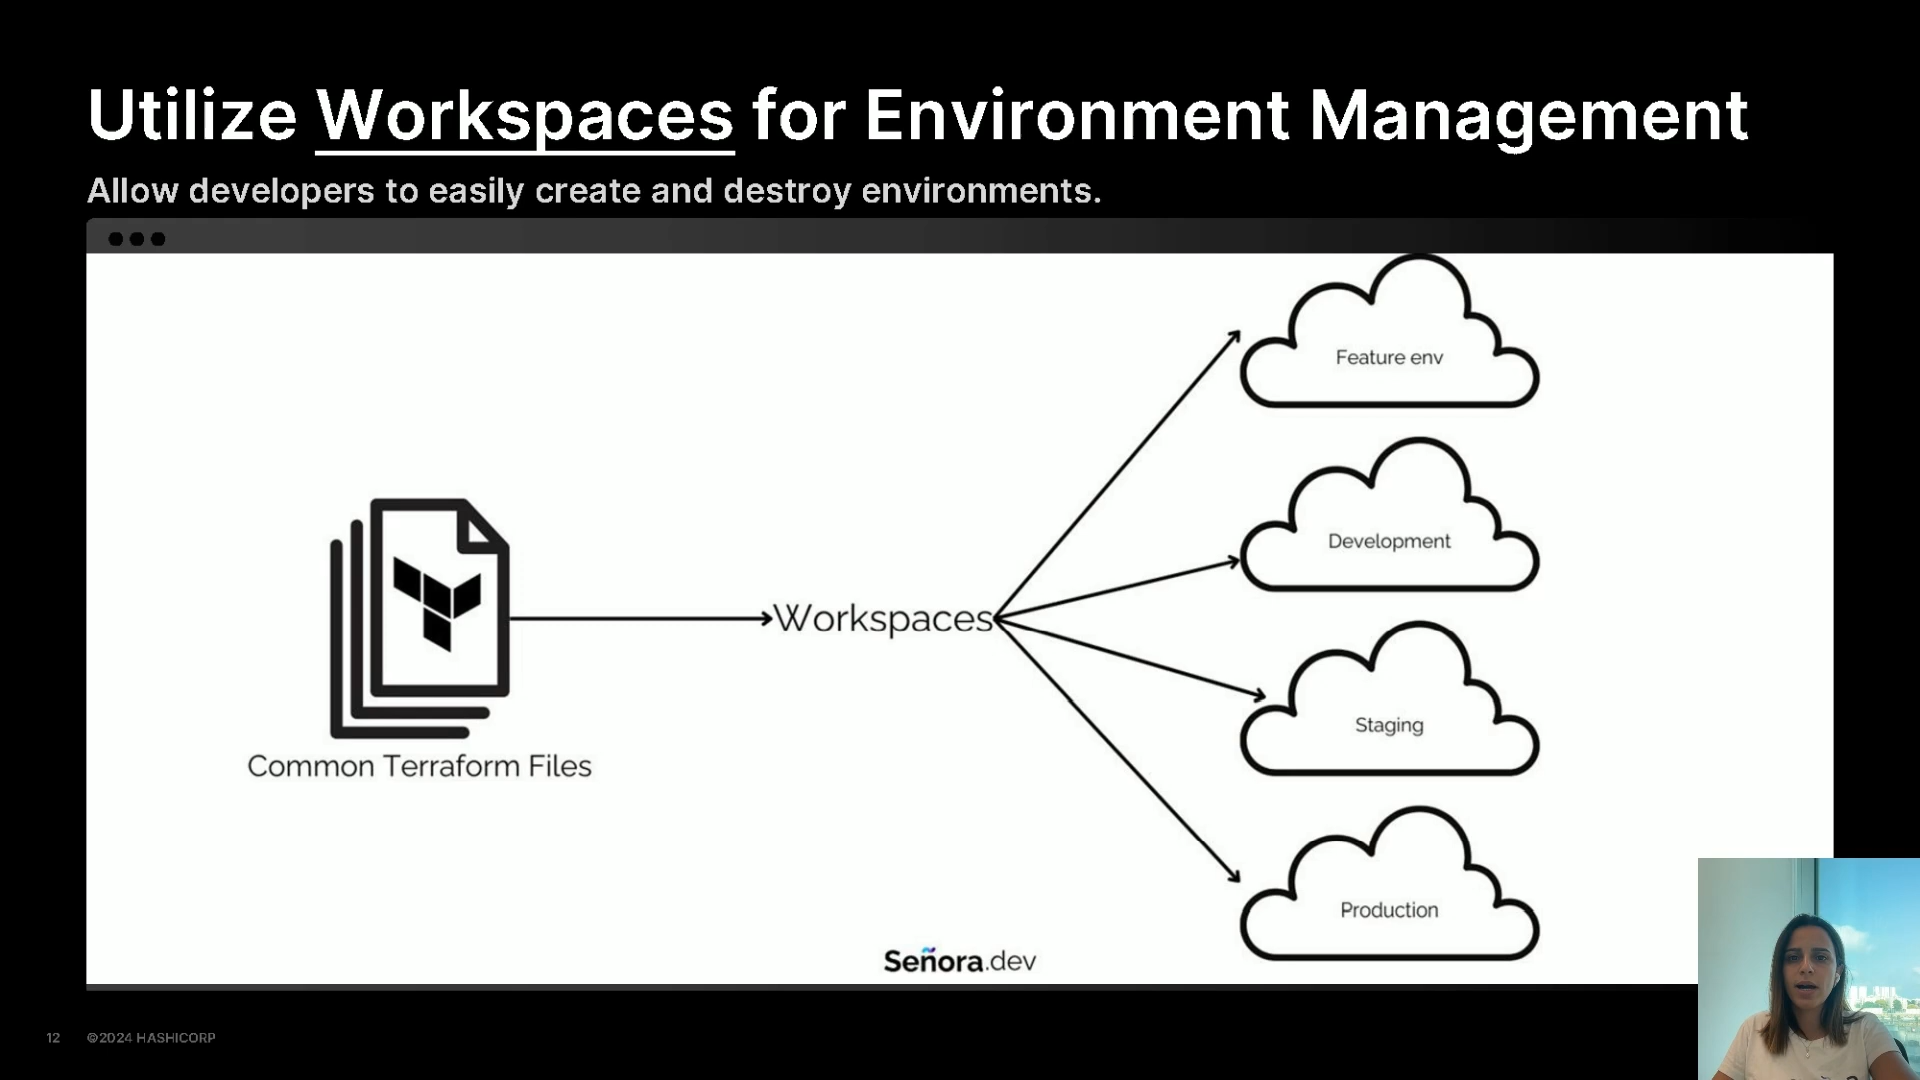 Utilize Workspaces for Environment Management
Allow developers to easily create and destroy environments.
Feature env
Development
Workspaces
Staging
Common Terraform Files
Production
Señora.dev
12 ©2024 HASHICORP